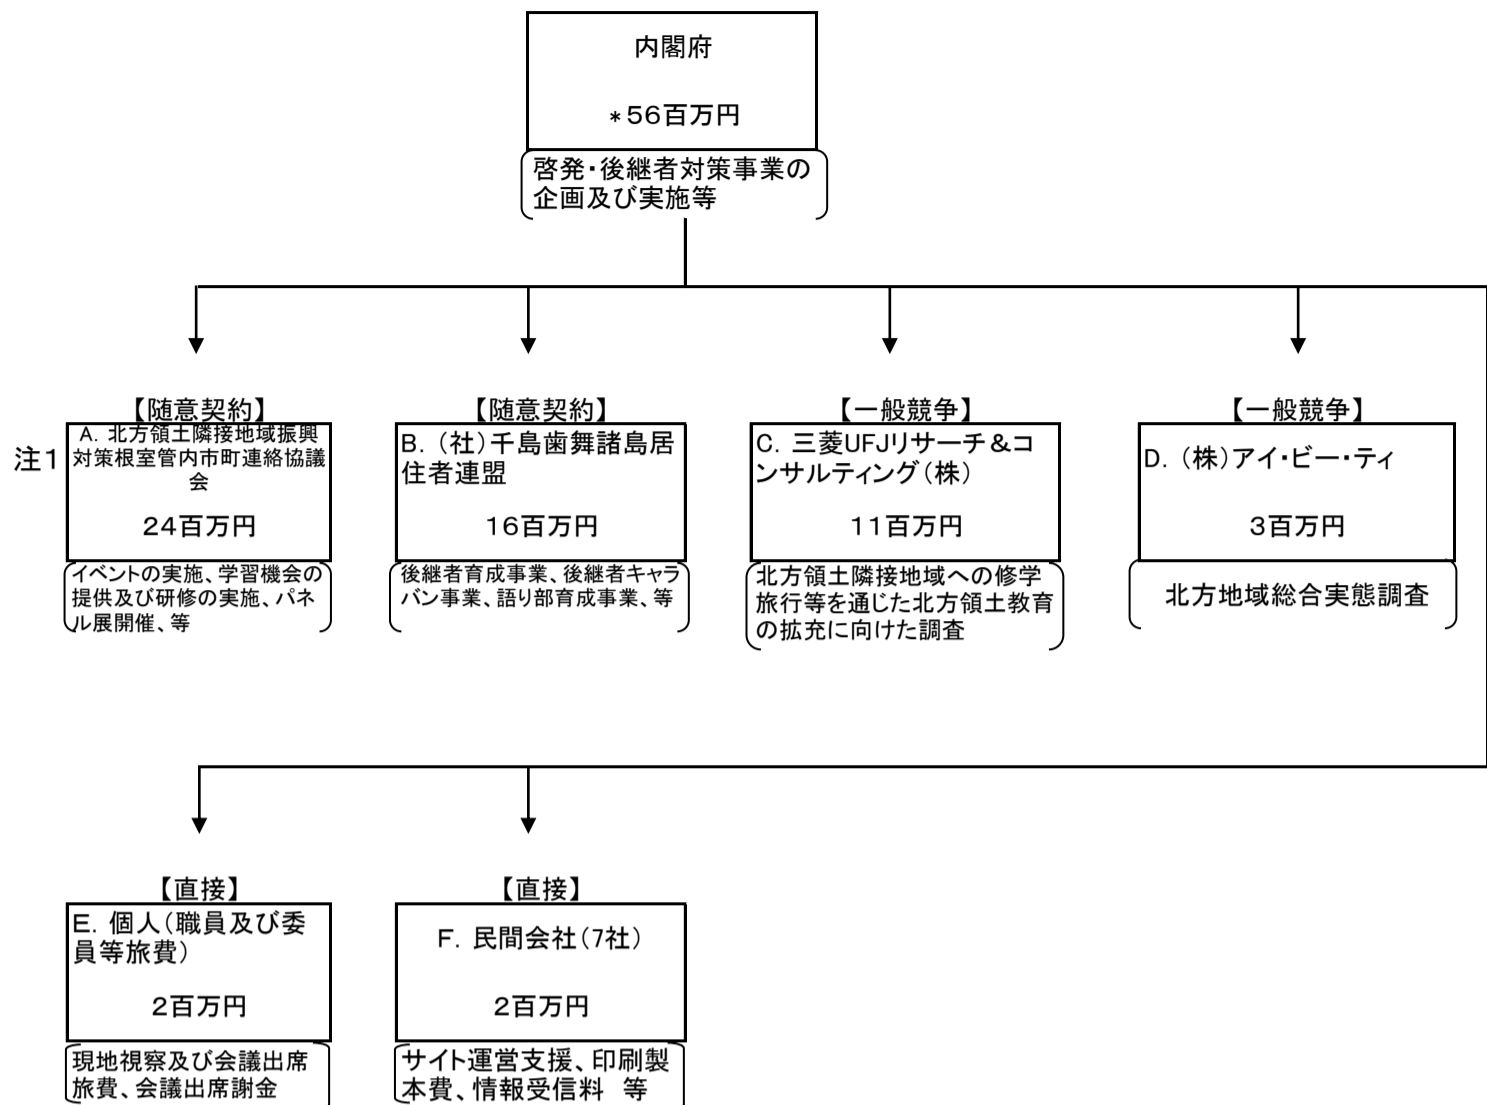 内閣府
*56百万円
啓発・後継者対策事業の
企画及び実施等
【随意契約】
注1
A. 北方領土隣接地域振興
対策根室管内市町連絡協議
会
24百万円
イベントの実施、学習機会の
提供及び研修の実施、パネ
ル展開催、等
【随意契約】
B. (社)千島歯舞諸島居
住者連盟
16百万円
後継者育成事業、後継者キャラ
バン事業、語り部育成事業、等
【一般競争】
C. 三菱UFJリサーチ&コ
ンサルティング(株)
11百万円
北方領土隣接地域への修学
旅行等を通じた北方領土教育
の拡充に向けた調査
【一般競争】
D. (株)アイ・ビー・ティ
3百万円
北方地域総合実態調査
【直接】
E. 個人(職員及び委
員等旅費)
2百万円
現地視察及び会議出席
旅費、会議出席謝金
【直接】
F. 民間会社(7社)
2百万円
サイト運営支援、印刷製
本費、情報受信料 等